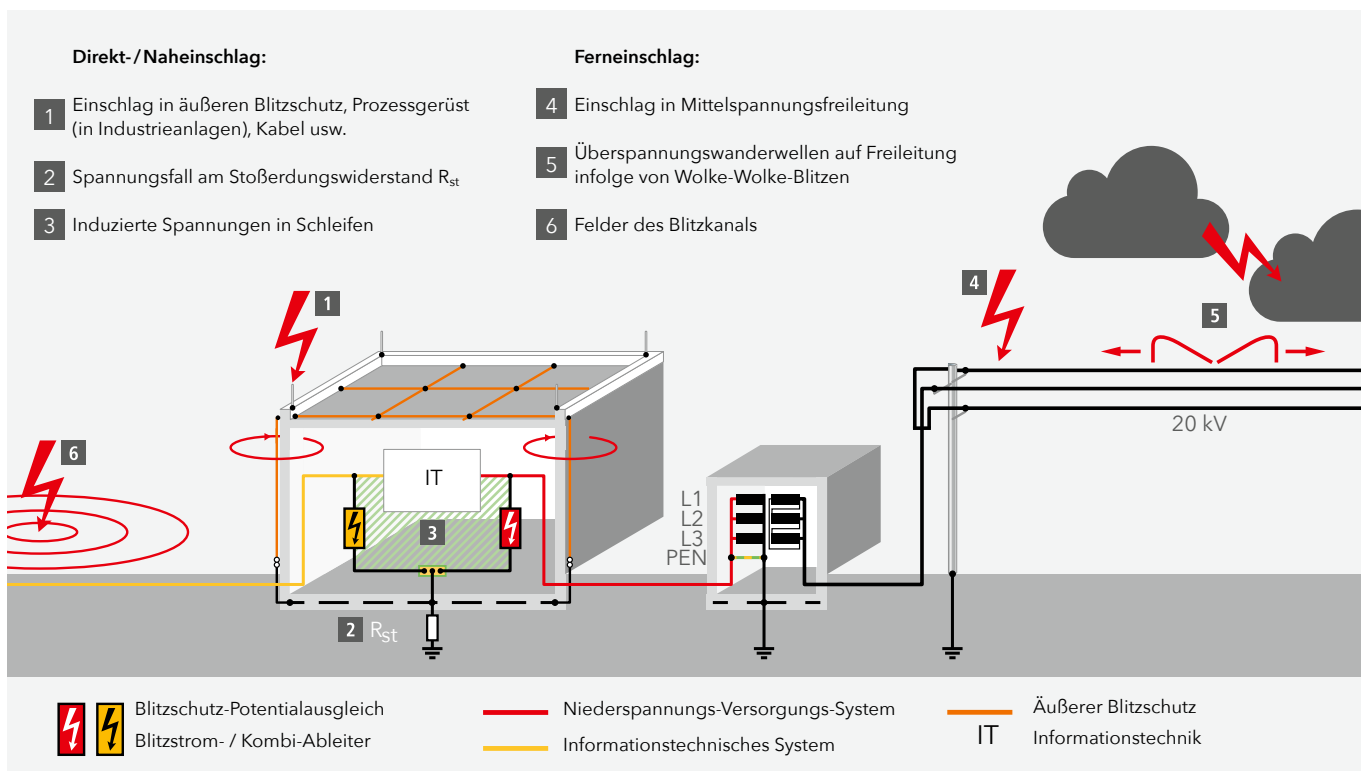 Direkt-/Naheinschlag:
1 Einschlag in äußeren Blitzschutz, Prozessgerüst
(in Industrieanlagen), Kabel usw.
2 Spannungsfall am Stoßerdungswiderstand Rst
3 Induzierte Spannungen in Schleifen
Ferneinschlag:
4 Einschlag in Mittelspannungsfreileitung
5 Überspannungswanderwellen auf Freileitung
infolge von Wolke-Wolke-Blitzen
6 Felder des Blitzkanals
1
4
5
20 kV
6
IT
3
L1
L2
L3
PEN
2 Rst
Blitzschutz-Potentialausgleich
Blitzstrom- / Kombi-Ableiter
Niederspannungs-Versorgungs-System
Informationstechnisches System
Äußerer Blitzschutz
IT Informationstechnik